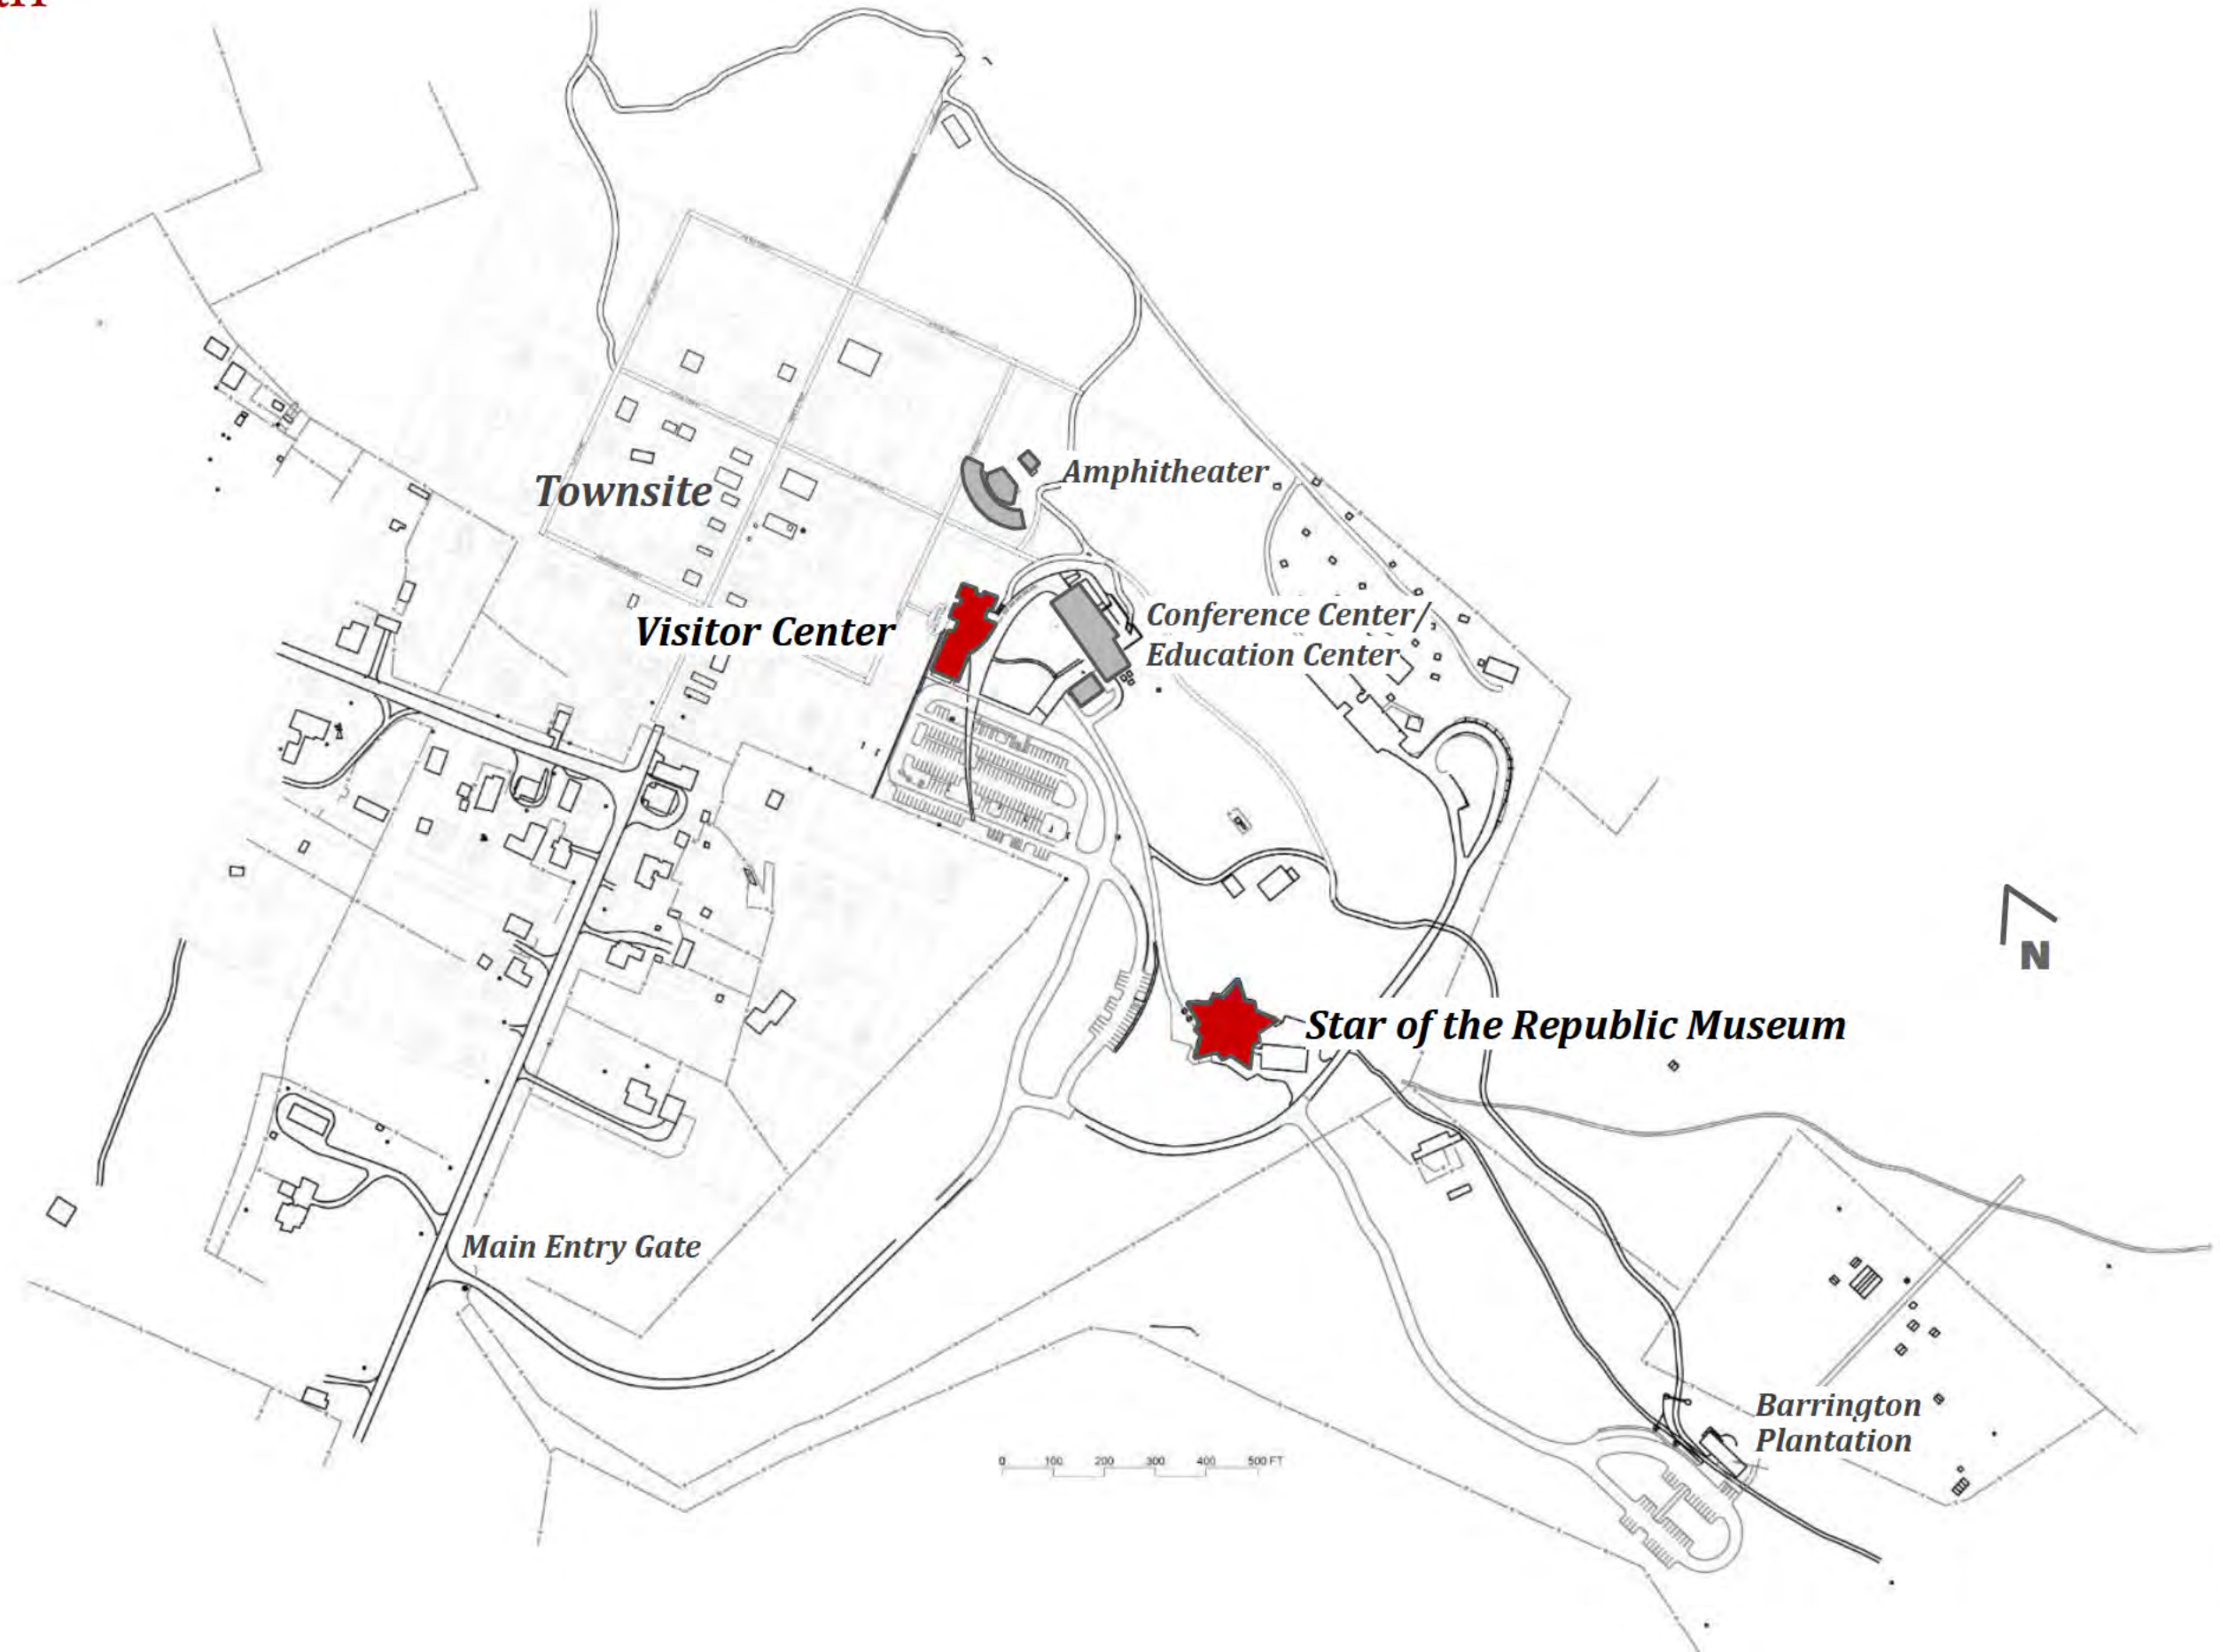 Amphitheater
Townsite
Conference Center/
Visitor Center
Education Center
N
Star of the Republic Museum
Main Entry Gate
Barrington
Plantation
0 100 200 300 400 500 FT